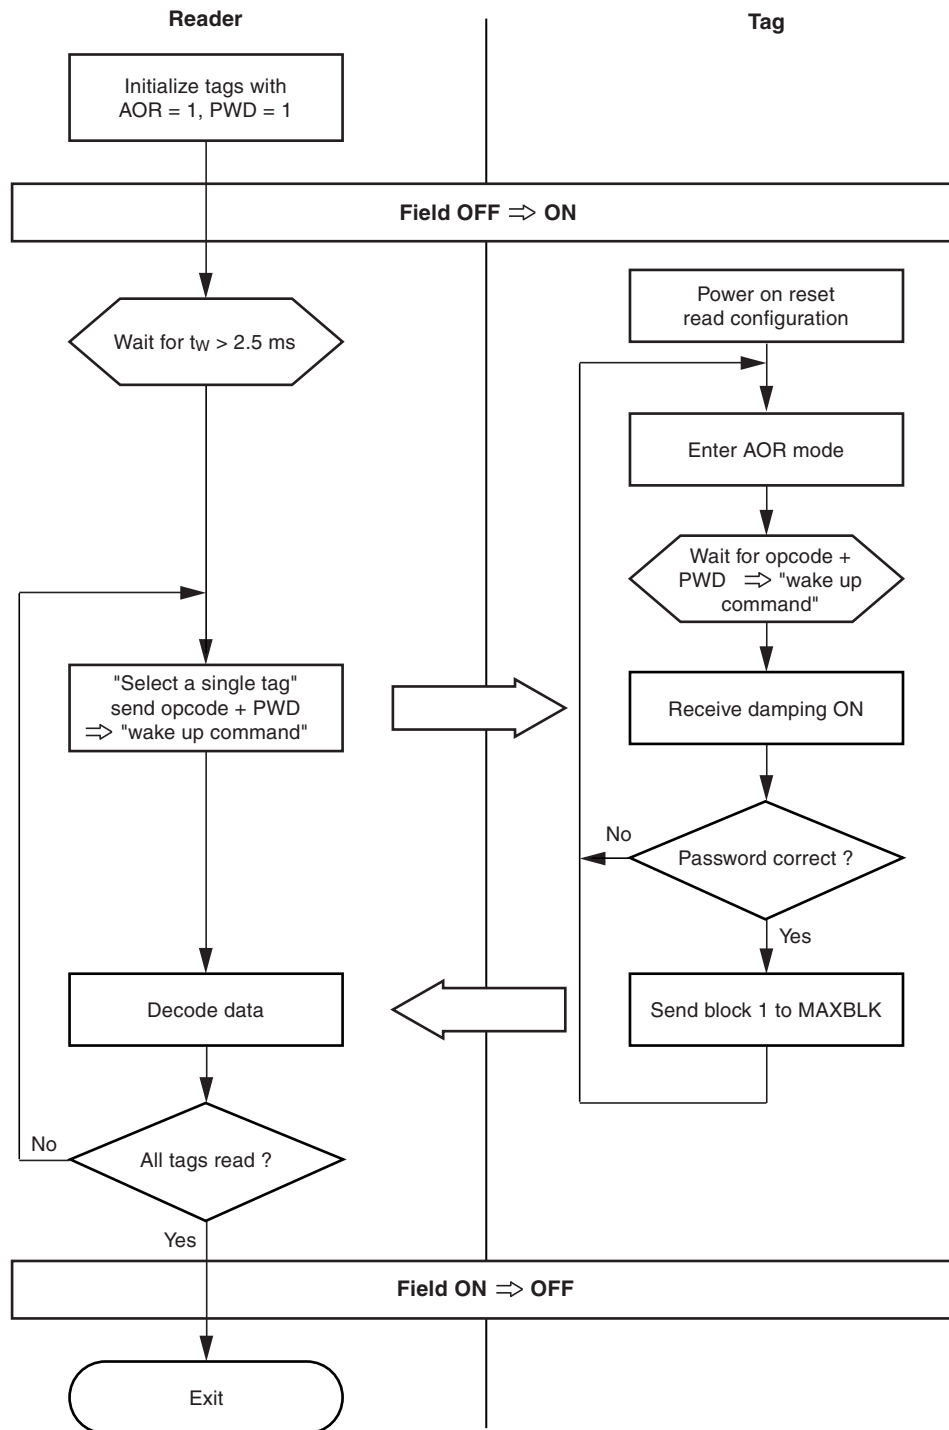 Reader
Tag
Initialize tags with
AOR = 1, PWD = 1
Field OFF ⇒ ON
Power on reset
read configuration
Wait for tW > 2.5 ms
Enter AOR mode
Wait for opcode +
PWD ⇒ "wake up
command"
"Select a single tag"
send opcode + PWD
⇒ "wake up command"
Receive damping ON
No
Password correct ?
Yes
Decode data
Send block 1 to MAXBLK
No
All tags read ?
Yes
Field ON ⇒ OFF
Exit